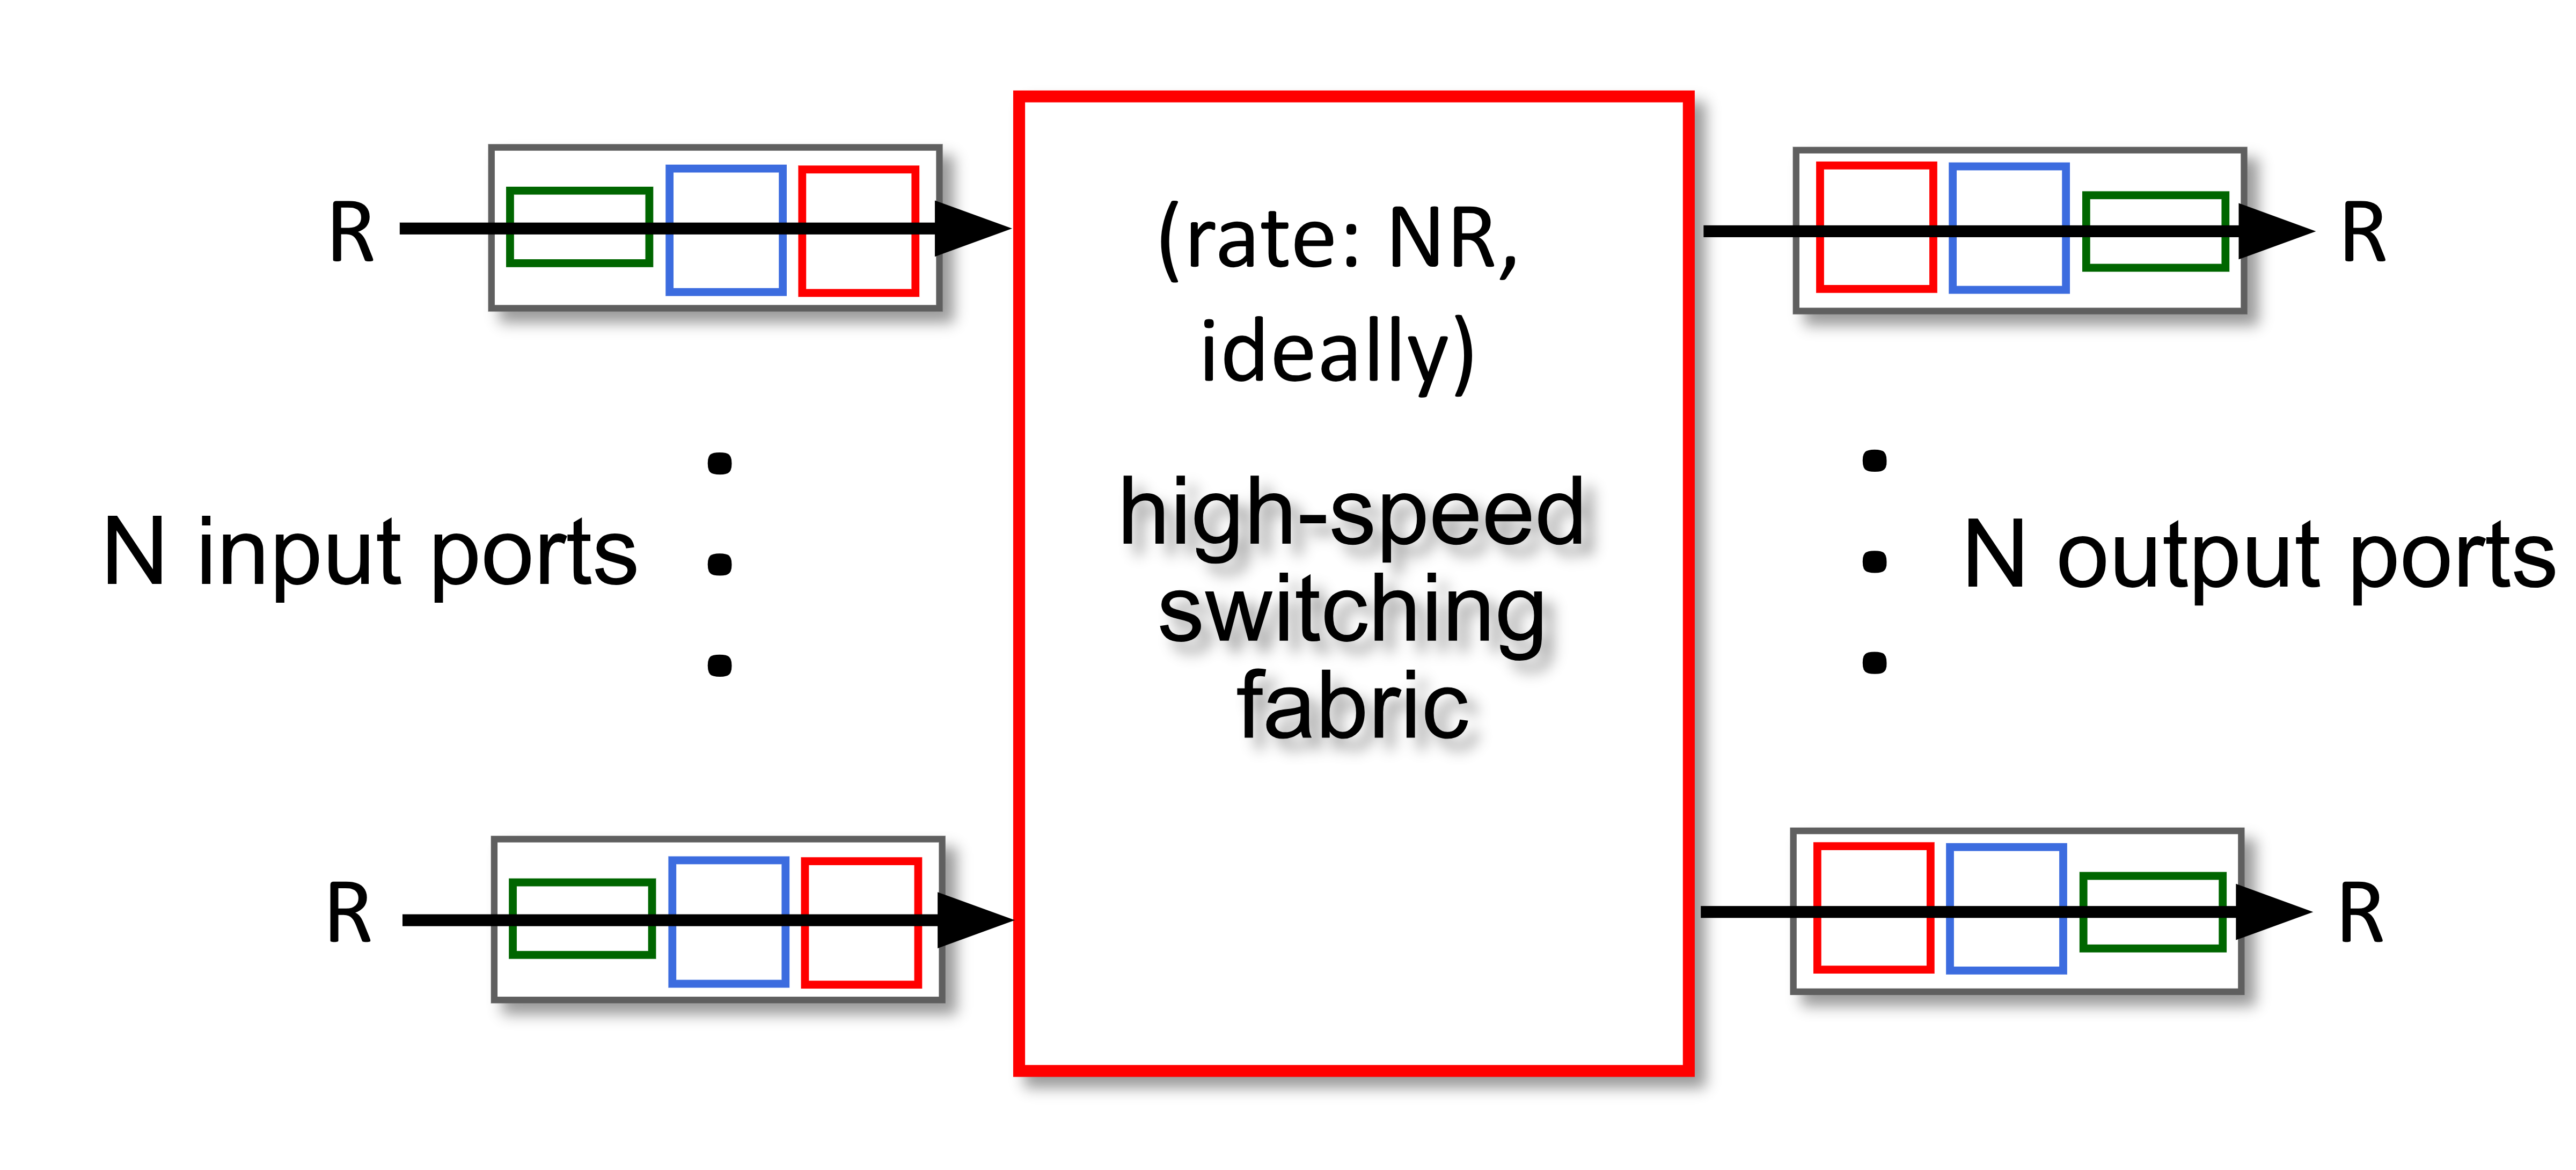 R
(rate: NR,
ideally)
R
N input ports
high-speed
switching
fabric
N output ports
R
R